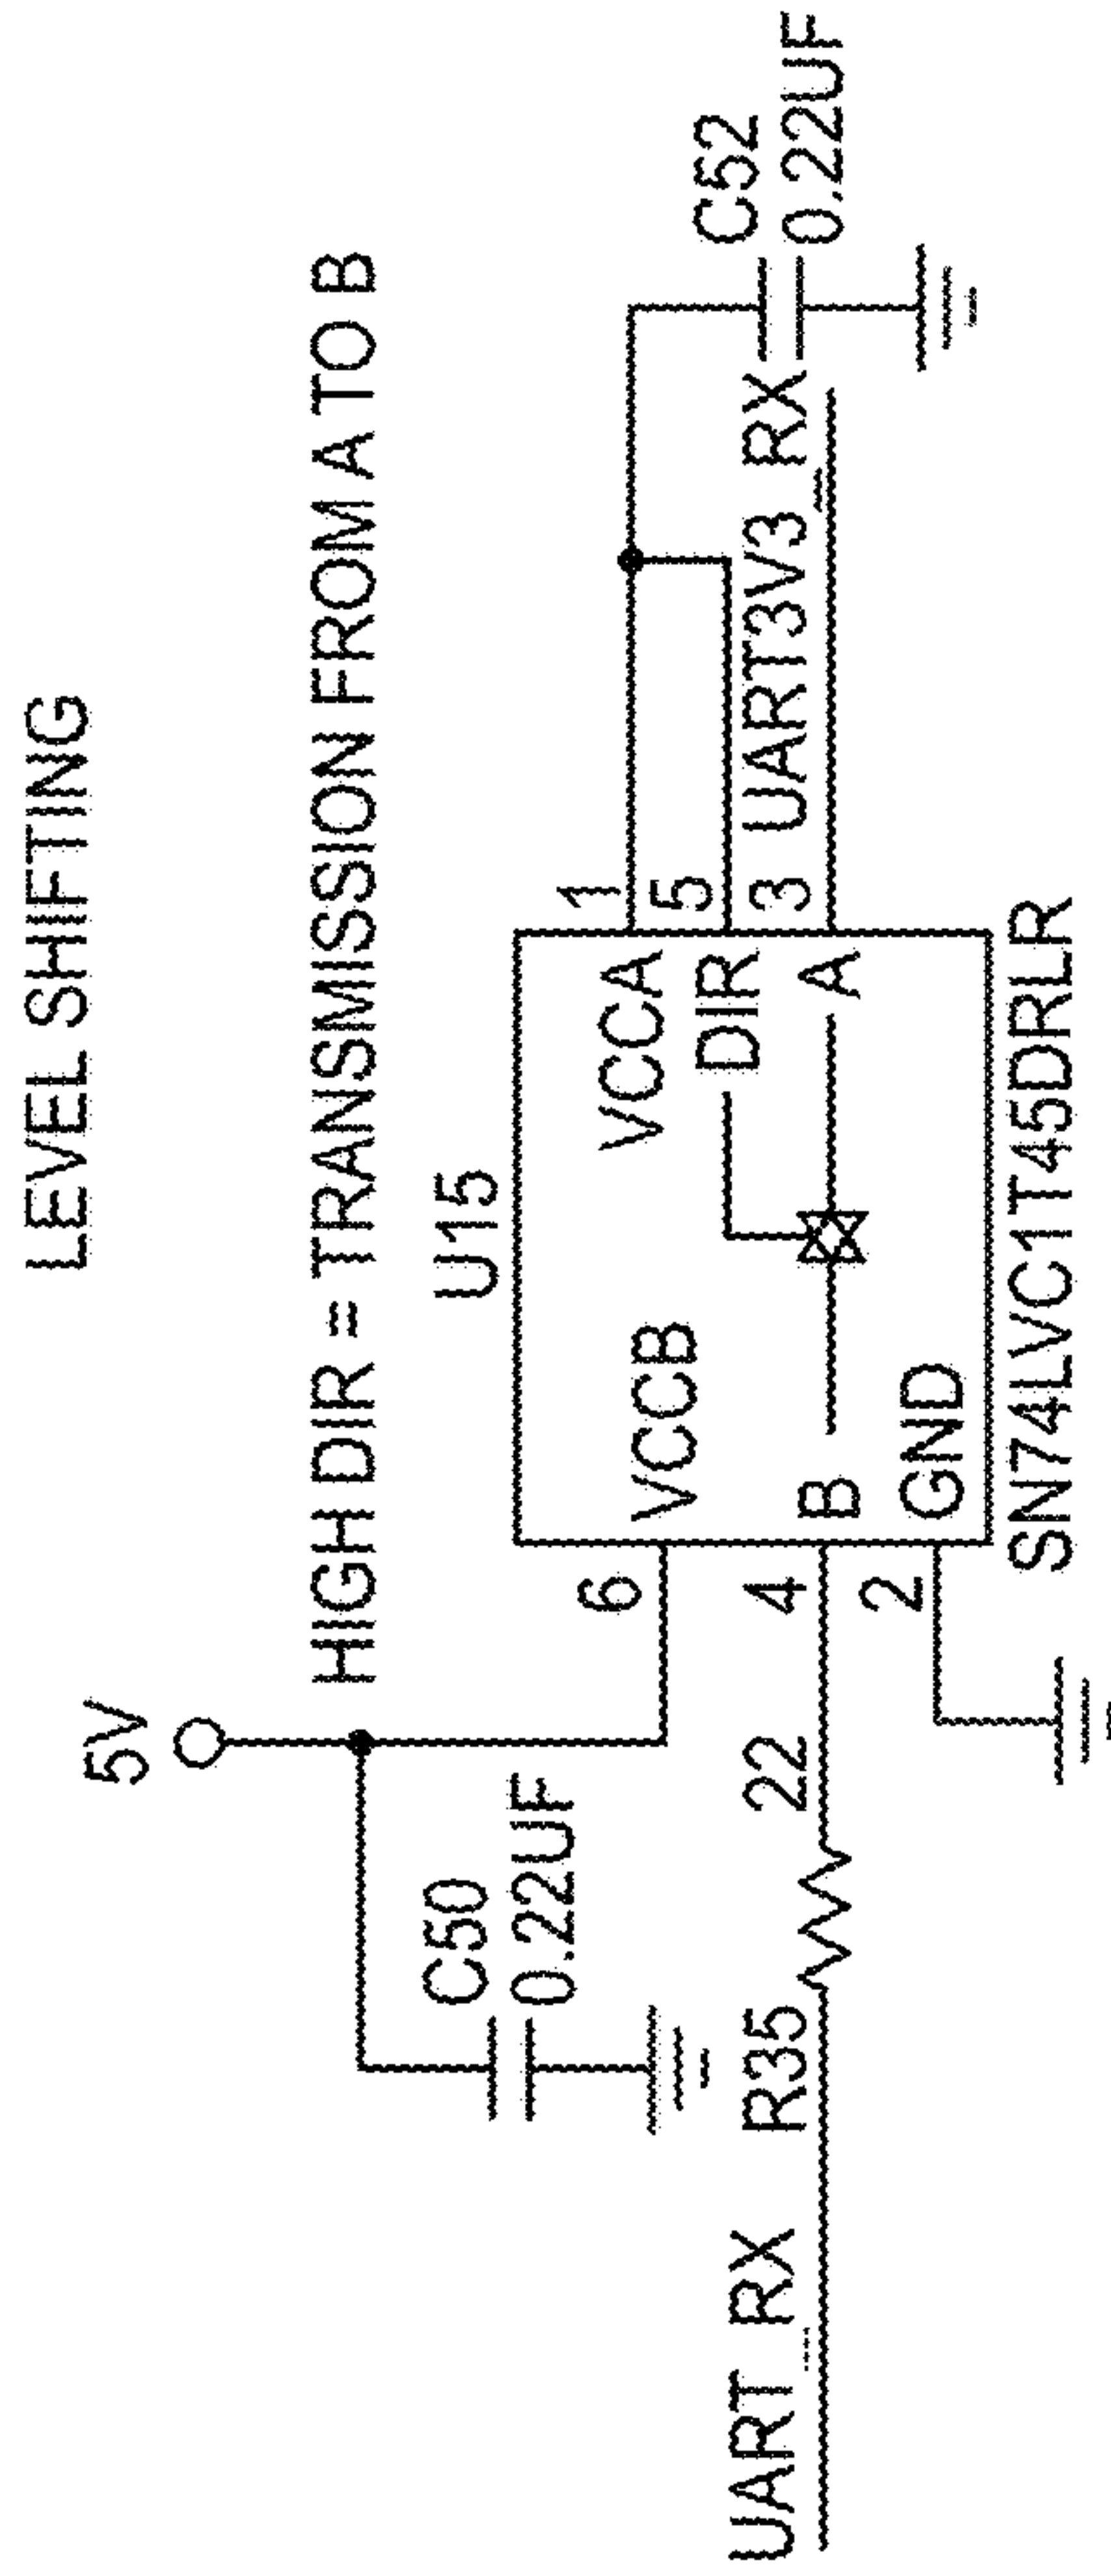 LEVEL SHIFTING
5V
HIGH DIR = TRANSMISSION FROM A TO B
C50
0.22UF
U15
6
VCCB
VCCA
1
DIR
5
C52
0.22UF
UART_RX
R35
22
4
B
A
3
UART3V3_RX
2
GND
SN74LVC1T45DRLR